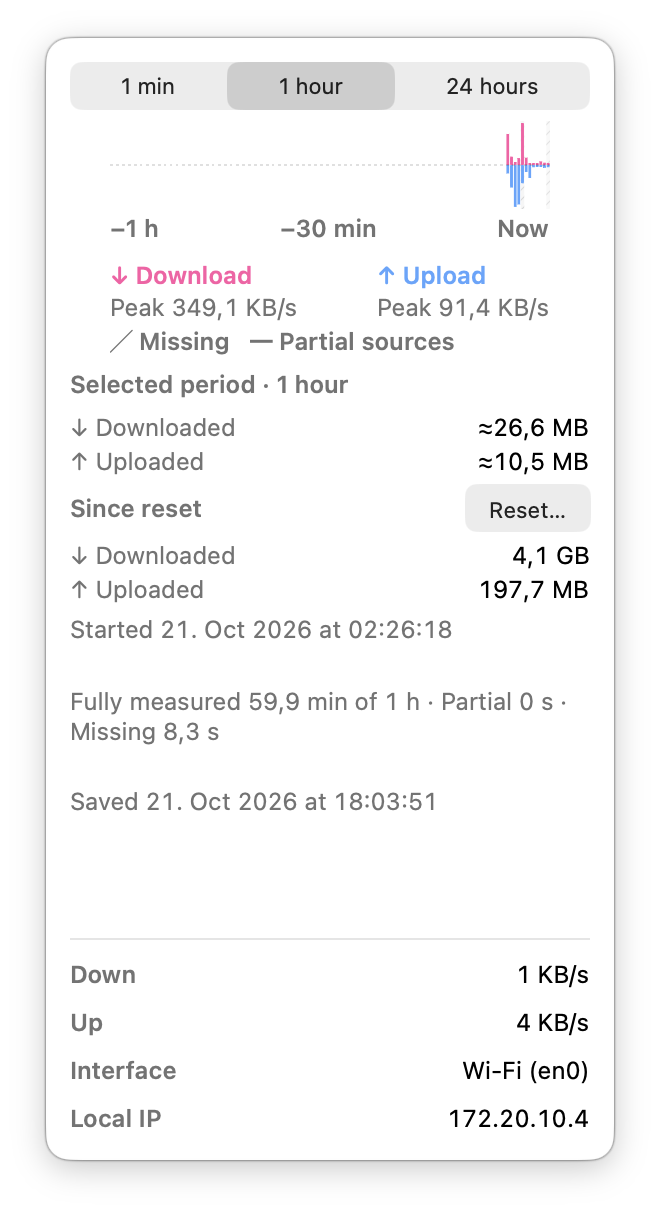 1 min 1 hour 24 hours
−1 h −30 min Now
↓ Download ↑ Upload
Peak 349,1 KB/s Peak 91,4 KB/s
Missing Partial sources
Selected period · 1 hour
↓ Downloaded ≈26,6 MB
↑ Uploaded ≈10,5 MB
Since reset Reset...
↓ Downloaded 4,1 GB
↑ Uploaded 197,7 MB
Started 21. Oct 2026 at 02:26:18
Fully measured 59,9 min of 1 h · Partial 0 s ·
Missing 8,3 s
Saved 21. Oct 2026 at 18:03:51
Down 1 KB/s
Up 4 KB/s
Interface Wi-Fi (en0)
Local IP 172.20.10.4